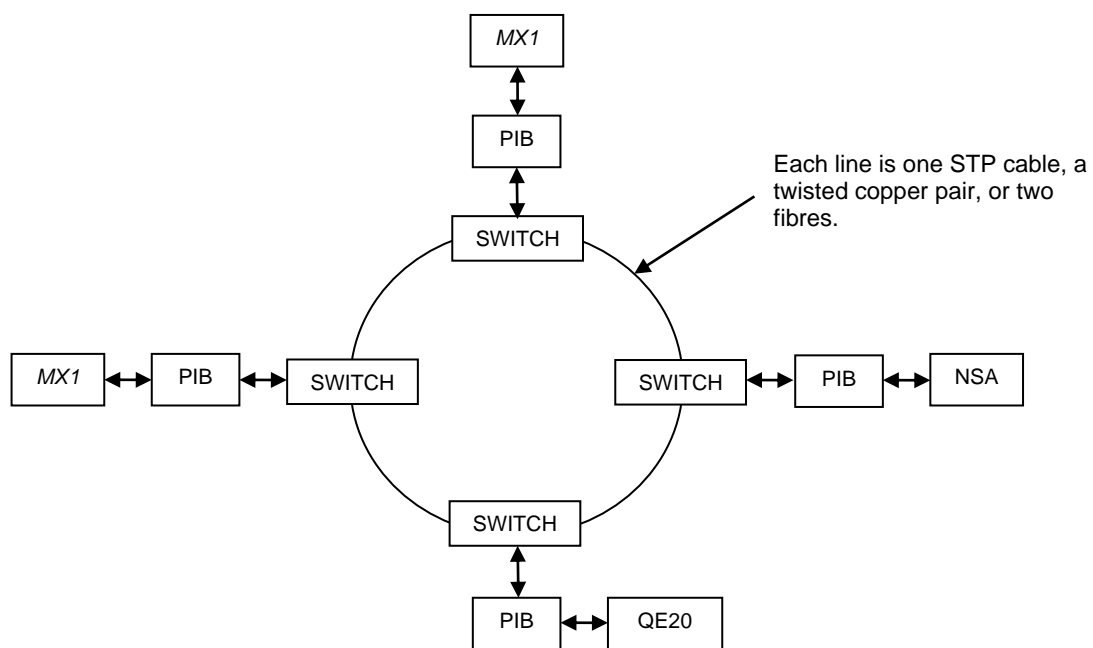 MX1
PIB
Each line is one STP cable, a
twisted copper pair, or two
fibres.
SWITCH
MX1
PIB
SWITCH
SWITCH
PIB
NSA
SWITCH
PIB
QE20